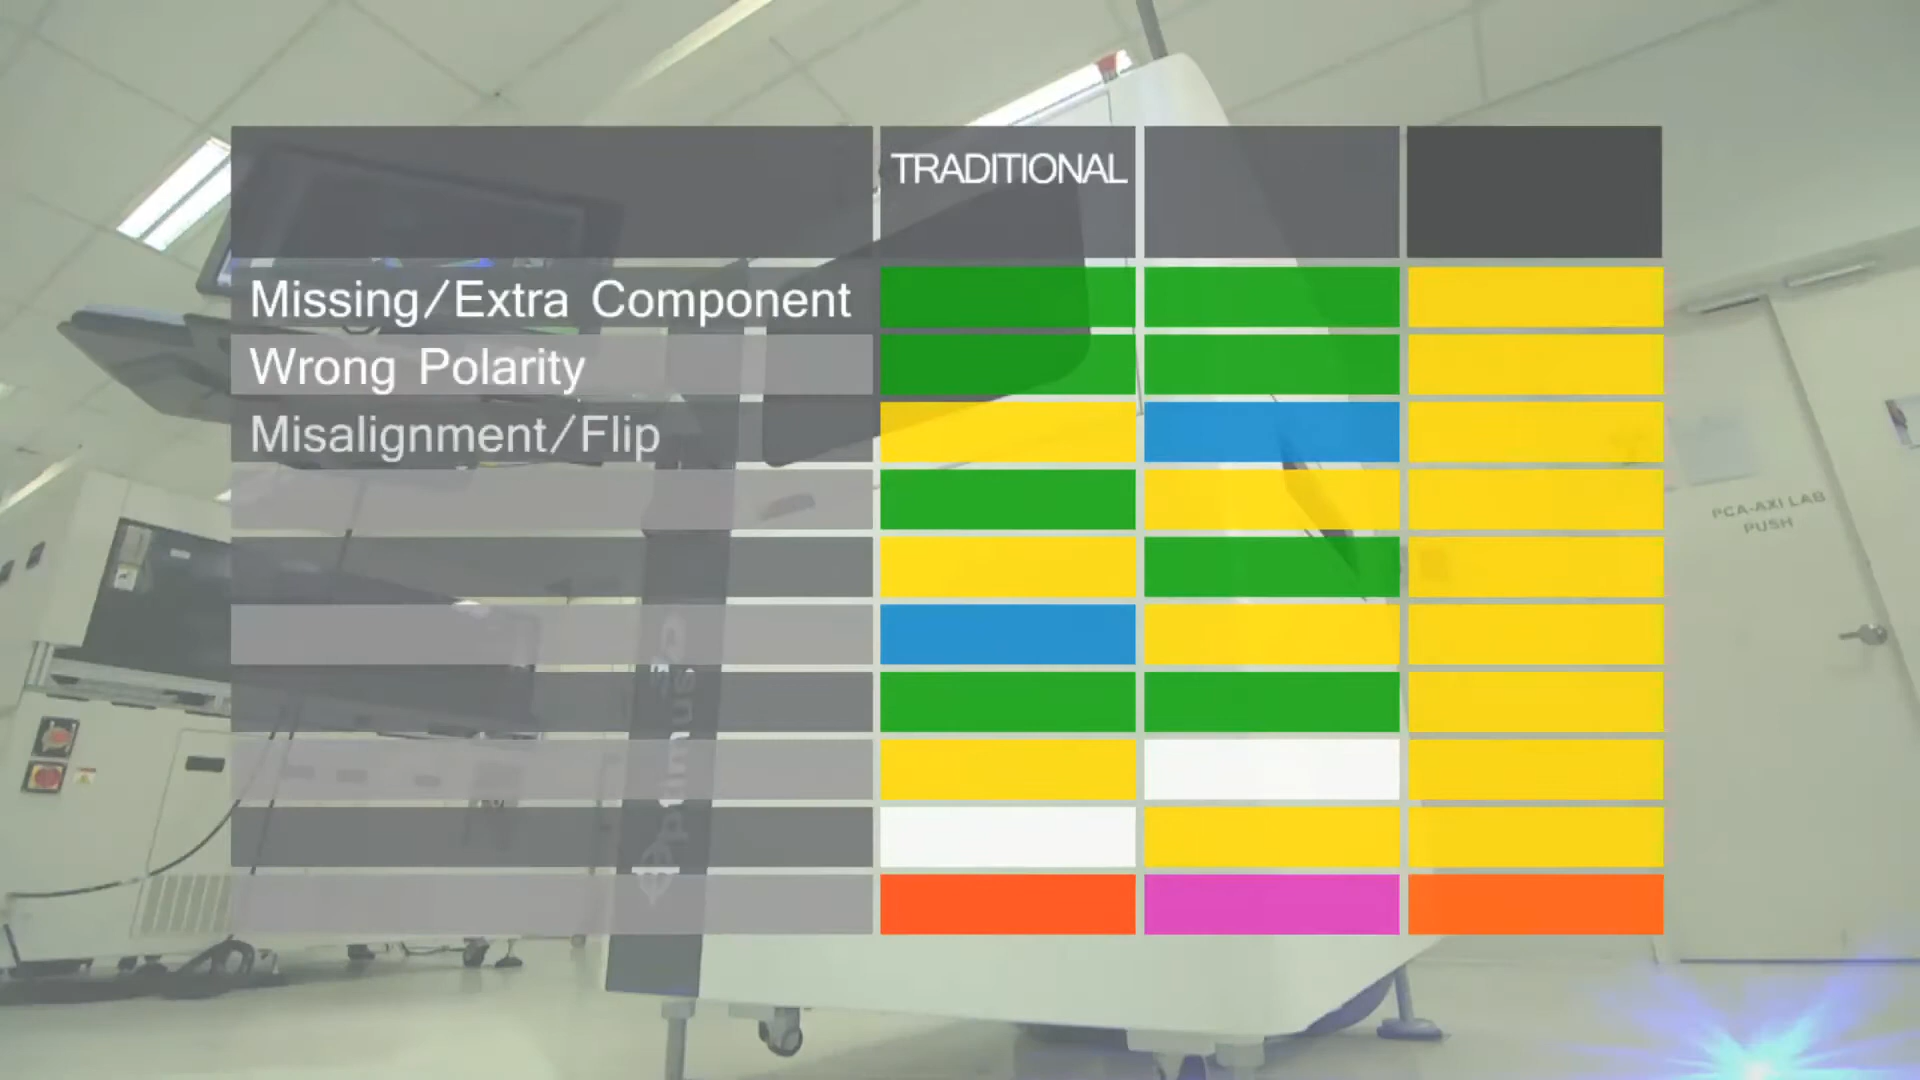 TRADITIONAL
Missing/Extra Component
Wrong Polarity
Misalignment/Flip
PCA-AXI LAB
PUSH